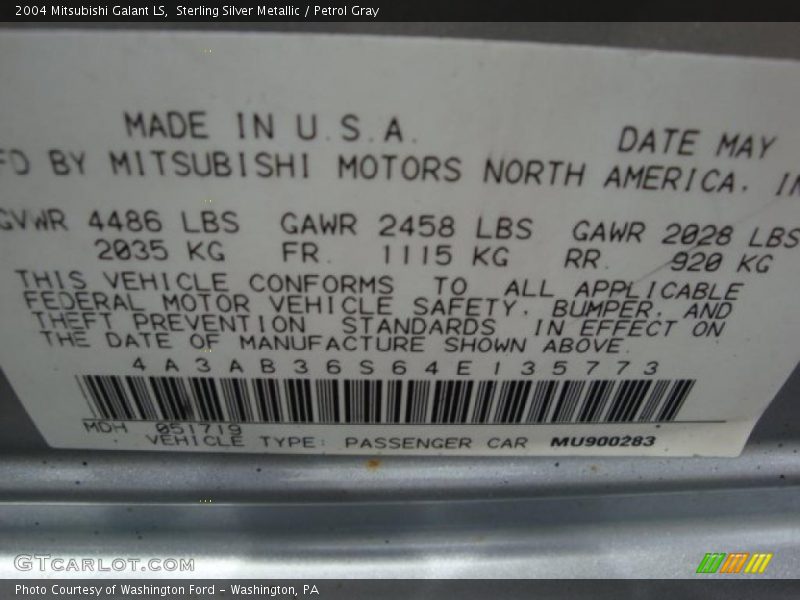 2004 Mitsubishi Galant LS, Sterling Silver Metallic / Petrol Gray
MADE IN U.S.A. DATE MAY
FD BY MITSUBISHI MOTORS NORTH AMERICA, IN
GVWR 4486 LBS GAWR 2458 LBS GAWR 2028 LBS
2035 KG FR. 1115 KG RR. 920 KG
THIS VEHICLE CONFORMS TO ALL APPLICABLE
FEDERAL MOTOR VEHICLE SAFETY, BUMPER, AND
THEFT PREVENTION STANDARDS IN EFFECT ON
THE DATE OF MANUFACTURE SHOWN ABOVE.
4A3AB36S64E135773
MDH 051719
VEHICLE TYPE: PASSENGER CAR MU900283
GTCARLOT.COM
Photo Courtesy of Washington Ford - Washington, PA